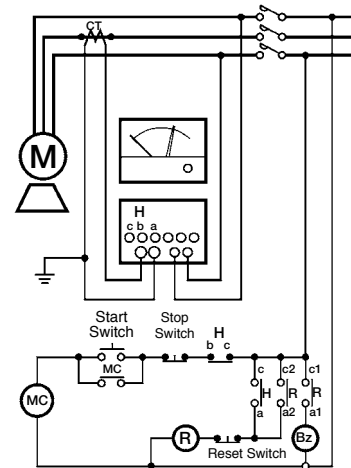 CT
M
H
c b a
Start Switch
Stop Switch
H
b c
MC
MC
c c2 c1
H R R
a a2 a1
R
Reset Switch
Bz